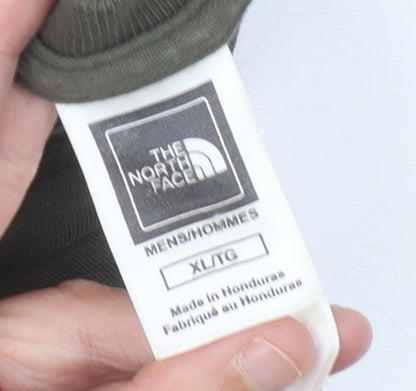 THE
NORTH
FACE
MENS/HOMMES
XL/TG
Made in Honduras
Fabriqué au Honduras